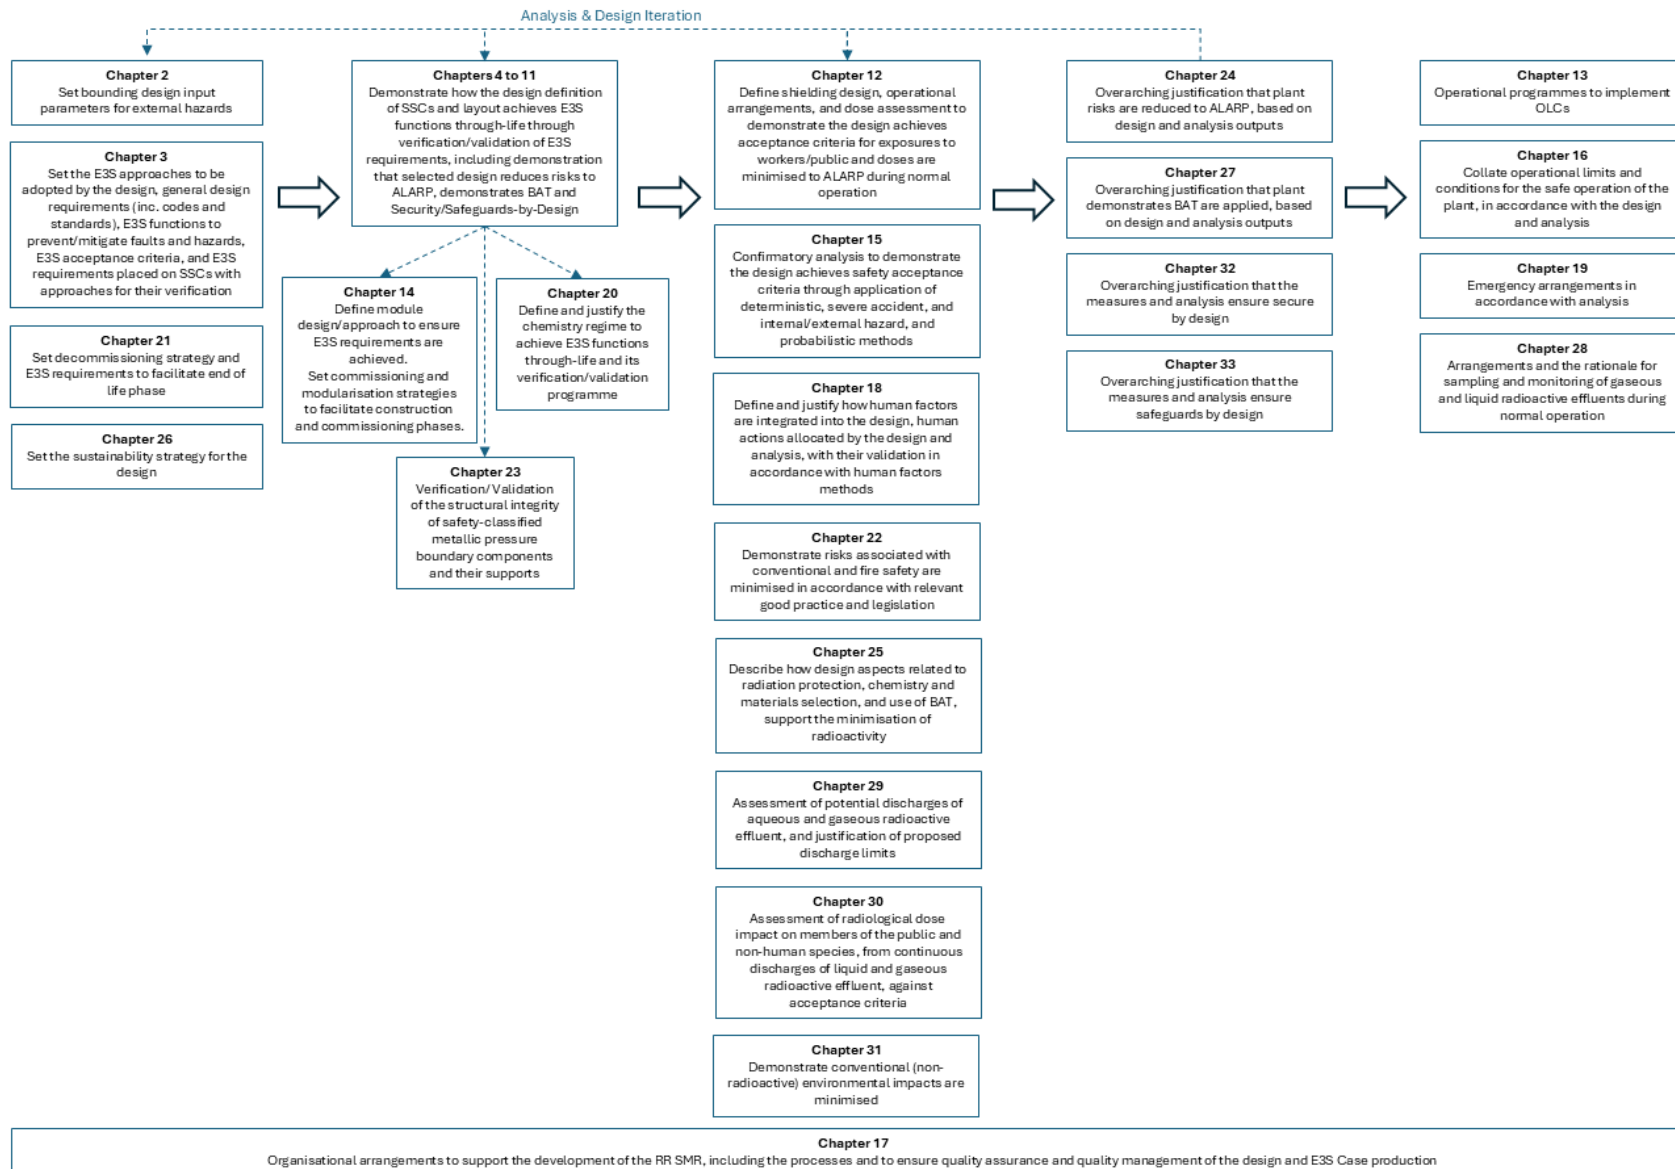 Analysis & Design Iteration
Chapter 2
Set bounding design input
parameters for external hazards
Chapter 3
Set the E3S approaches to be
adopted by the design, general design
requirements (inc. codes and
standards), E3S functions to
prevent/mitigate faults and hazards,
E3S acceptance criteria, and E3S
requirements placed on SSCs with
approaches for their verification
Chapter 21
Set decommissioning strategy and
E3S requirements to facilitate end of
life phase
Chapter 26
Set the sustainability strategy for the
design
Chapters 4 to 11
Demonstrate how the design definition
of SSCs and layout achieves E3S
functions through-life through
verification/validation of E3S
requirements, including demonstration
that selected design reduces risks to
ALARP, demonstrates BAT and
Security/Safeguards-by-Design
Chapter 14
Define module
design/approach to ensure
E3S requirements are
achieved.
Set commissioning and
modularisation strategies
to facilitate construction
and commissioning phases.
Chapter 20
Define and justify the
chemistry regime to
achieve E3S functions
through-life and its
verification/validation
programme
Chapter 23
Verification/ Validation
of the structural integrity
of safety-classified
metallic pressure
boundary components
and their supports
Chapter 12
Define shielding design, operational
arrangements, and dose assessment to
demonstrate the design achieves
acceptance criteria for exposures to
workers/public and doses are
minimised to ALARP during normal
operation
Chapter 15
Confirmatory analysis to demonstrate
the design achieves safety acceptance
criteria through application of
deterministic, severe accident, and
internal/external hazard, and
probabilistic methods
Chapter 18
Define and justify how human factors
are integrated into the design, human
actions allocated by the design and
analysis, with their validation in
accordance with human factors
methods
Chapter 22
Demonstrate risks associated with
conventional and fire safety are
minimised in accordance with relevant
good practice and legislation
Chapter 25
Describe how design aspects related to
radiation protection, chemistry and
materials selection, and use of BAT,
support the minimisation of
radioactivity
Chapter 29
Assessment of potential discharges of
aqueous and gaseous radioactive
effluent, and justification of proposed
discharge limits
Chapter 30
Assessment of radiological dose
impact on members of the public and
non-human species, from continuous
discharges of liquid and gaseous
radioactive effluent, against
acceptance criteria
Chapter 31
Demonstrate conventional (non-
radioactive) environmental impacts are
minimised
Chapter 24
Overarching justification that plant
risks are reduced to ALARP, based on
design and analysis outputs
Chapter 27
Overarching justification that plant
demonstrates BAT are applied, based
on design and analysis outputs
Chapter 32
Overarching justification that the
measures and analysis ensure secure
by design
Chapter 33
Overarching justification that the
measures and analysis ensure
safeguards by design
Chapter 13
Operational programmes to implement
OLCs
Chapter 16
Collate operational limits and
conditions for the safe operation of the
plant, in accordance with the design
and analysis
Chapter 19
Emergency arrangements in
accordance with analysis
Chapter 28
Arrangements and the rationale for
sampling and monitoring of gaseous
and liquid radioactive effluents during
normal operation
Chapter 17
Organisational arrangements to support the development of the RR SMR, including the processes and to ensure quality assurance and quality management of the design and E3S Case production